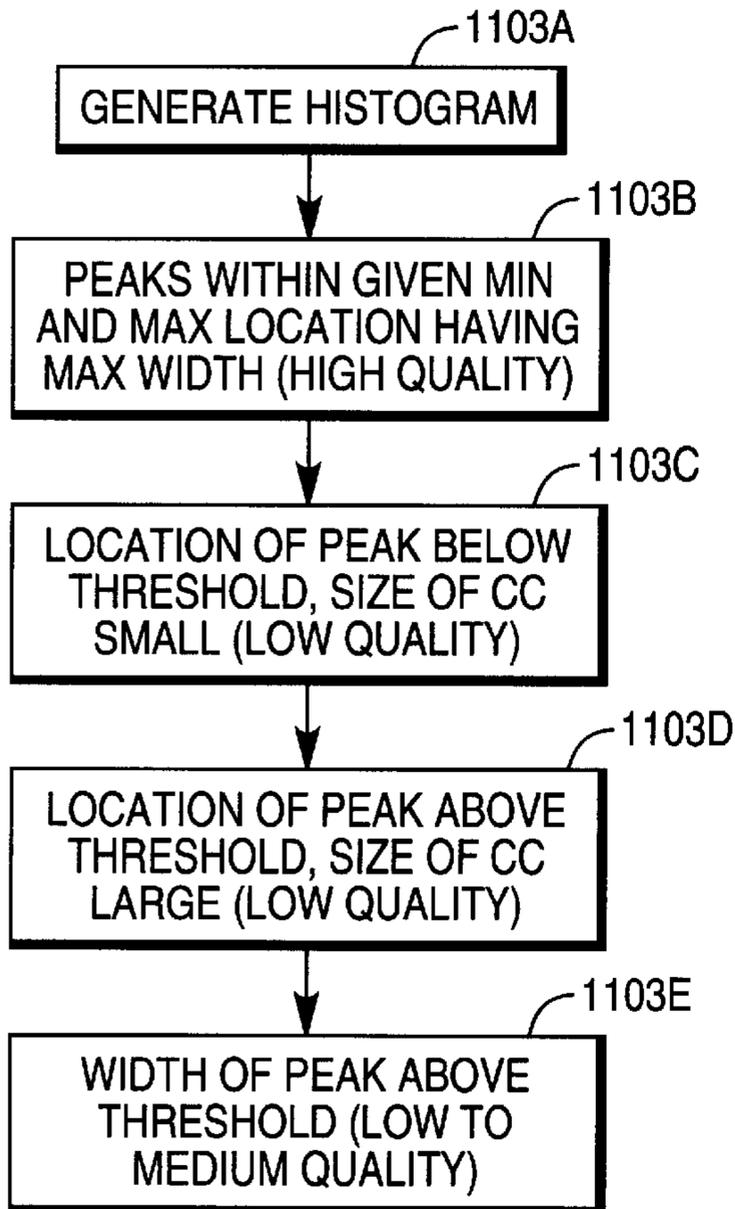 1103A
GENERATE HISTOGRAM
1103B
PEAKS WITHIN GIVEN MIN
AND MAX LOCATION HAVING
MAX WIDTH (HIGH QUALITY)
1103C
LOCATION OF PEAK BELOW
THRESHOLD, SIZE OF CC
SMALL (LOW QUALITY)
1103D
LOCATION OF PEAK ABOVE
THRESHOLD, SIZE OF CC
LARGE (LOW QUALITY)
1103E
WIDTH OF PEAK ABOVE
THRESHOLD (LOW TO
MEDIUM QUALITY)